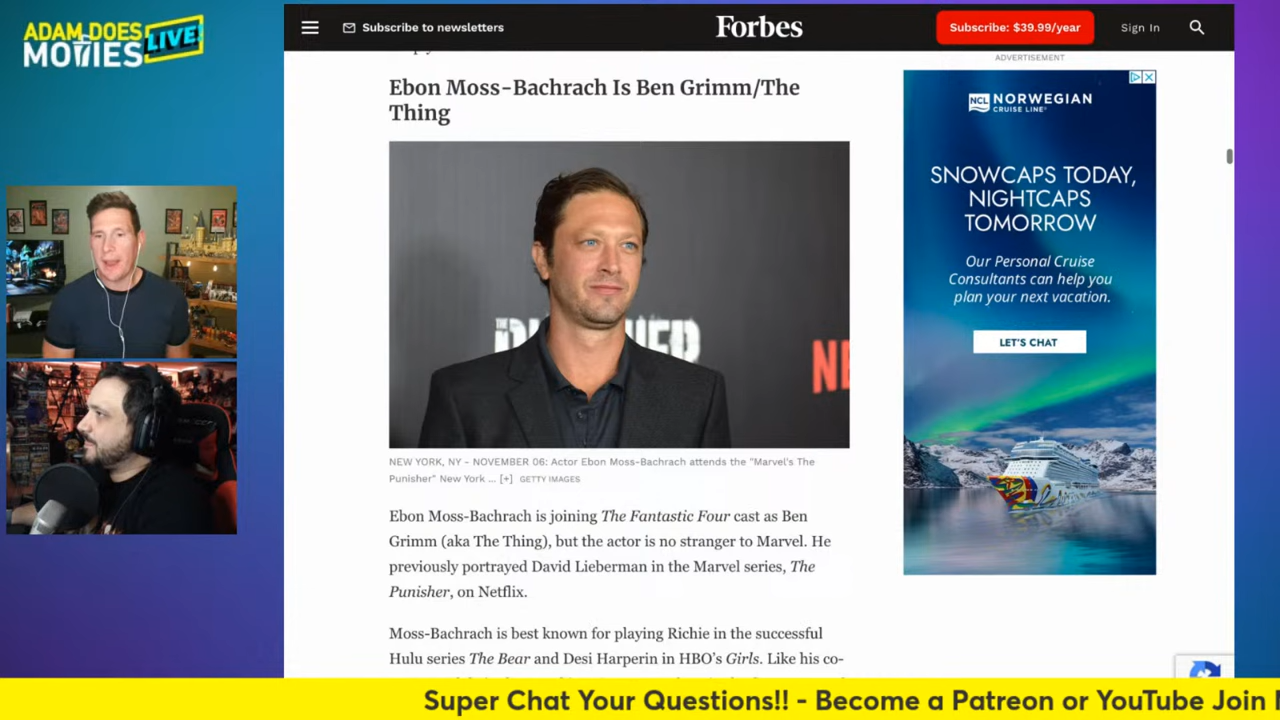 ADAM DOES
MOVIES LIVE!
Subscribe to newsletters
Forbes
Subscribe: $39.99/year
Sign In
ADVERTISEMENT
Ebon Moss-Bachrach Is Ben Grimm/The
Thing
THE
NE
NEW YORK, NY - NOVEMBER 06: Actor Ebon Moss-Bachrach attends the "Marvel's The
Punisher" New York ... [+] GETTY IMAGES
Ebon Moss-Bachrach is joining The Fantastic Four cast as Ben
Grimm (aka The Thing), but the actor is no stranger to Marvel. He
previously portrayed David Lieberman in the Marvel series, The
Punisher, on Netflix.
Moss-Bachrach is best known for playing Richie in the successful
Hulu series The Bear and Desi Harperin in HBO's Girls. Like his co-
NCL NORWEGIAN
CRUISE LINE
SNOWCAPS TODAY,
NIGHTCAPS
TOMORROW
Our Personal Cruise
Consultants can help you
plan your next vacation.
LET'S CHAT
Super Chat Your Questions!! - Become a Patreon or YouTube Join